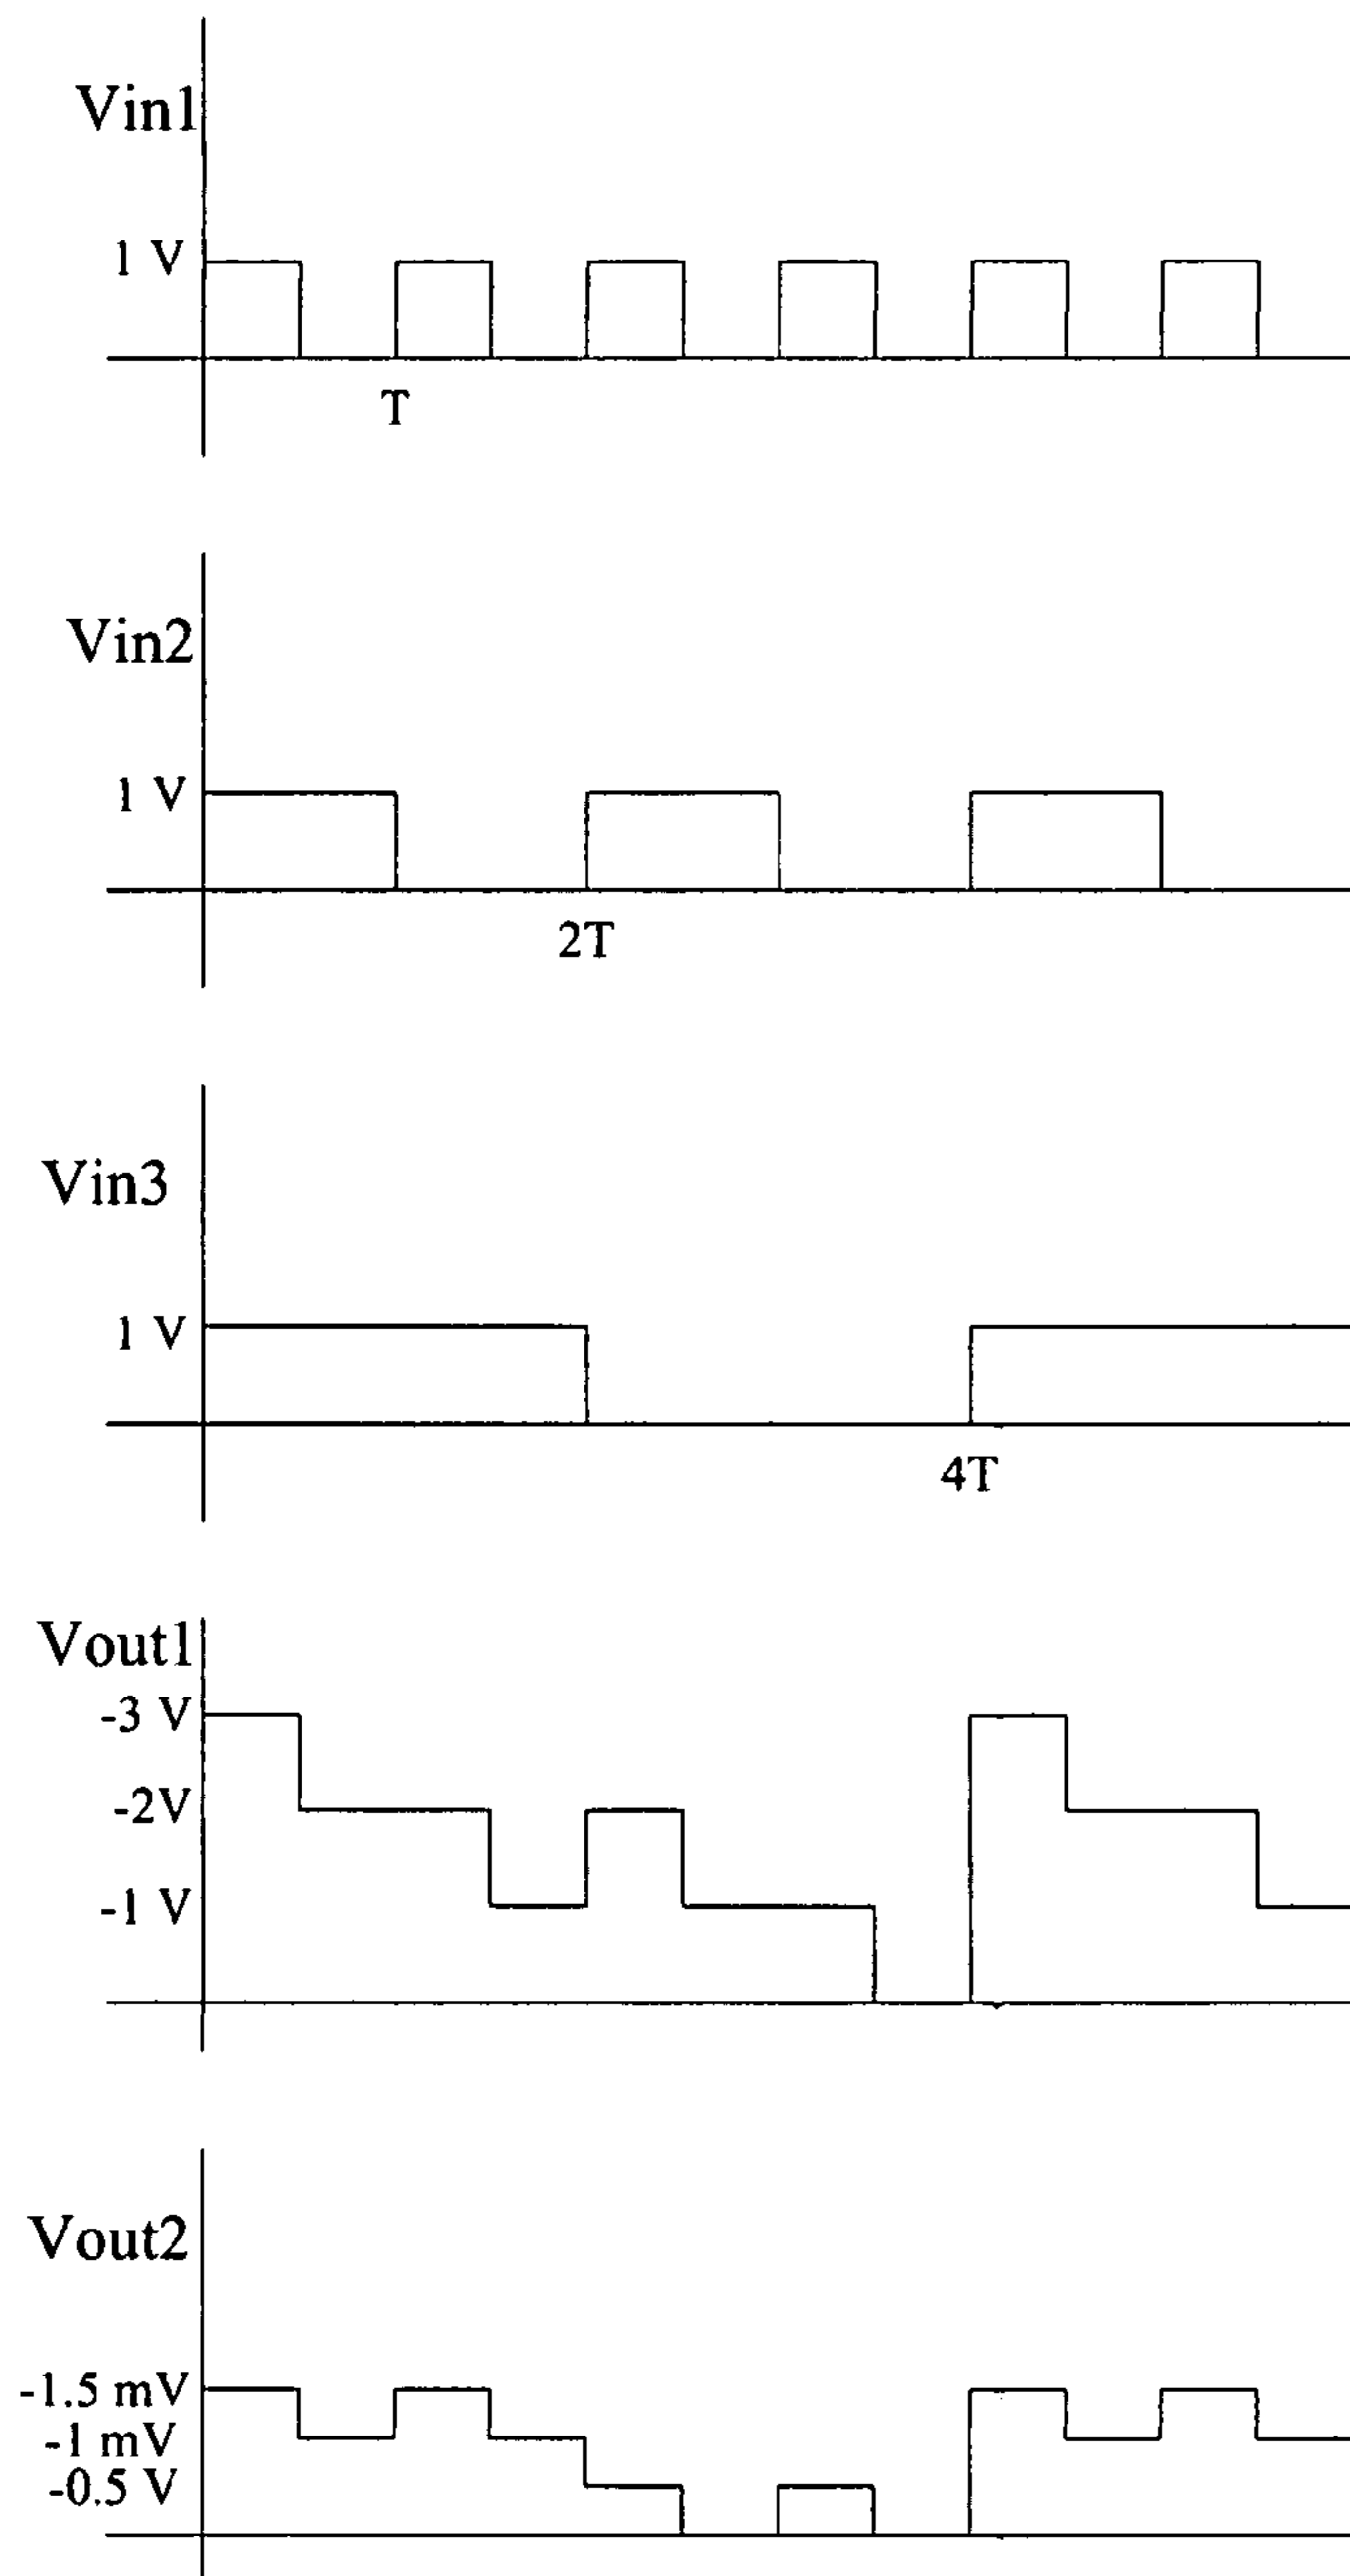 Vin1
1 V
T
Vin2
1 V
2T
Vin3
1 V
4T
Vout1
-3 V
-2V
-1 V
Vout2
-1.5 mV
-1 mV
-0.5 V